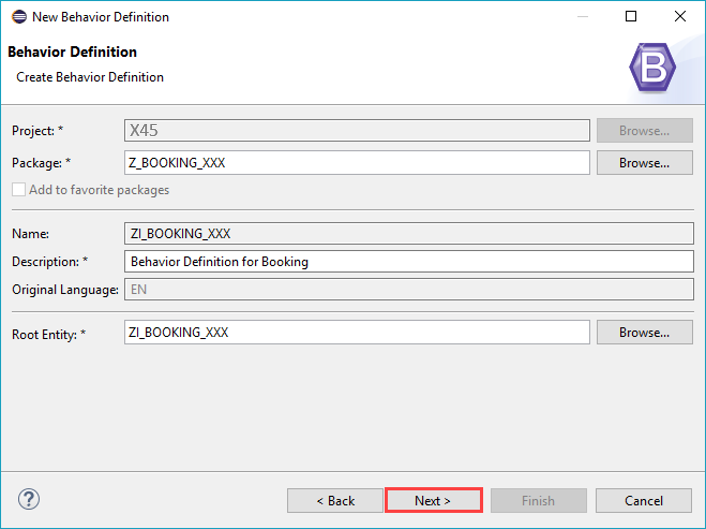 New Behavior Definition
Behavior Definition
Create Behavior Definition
B
Project: * X45 Browse...
Package: * Z_BOOKING_XXX Browse...
Add to favorite packages
Name: ZI_BOOKING_XXX
Description: * Behavior Definition for Booking
Original Language: EN
Root Entity: * ZI_BOOKING_XXX Browse...
? < Back Next > Finish Cancel